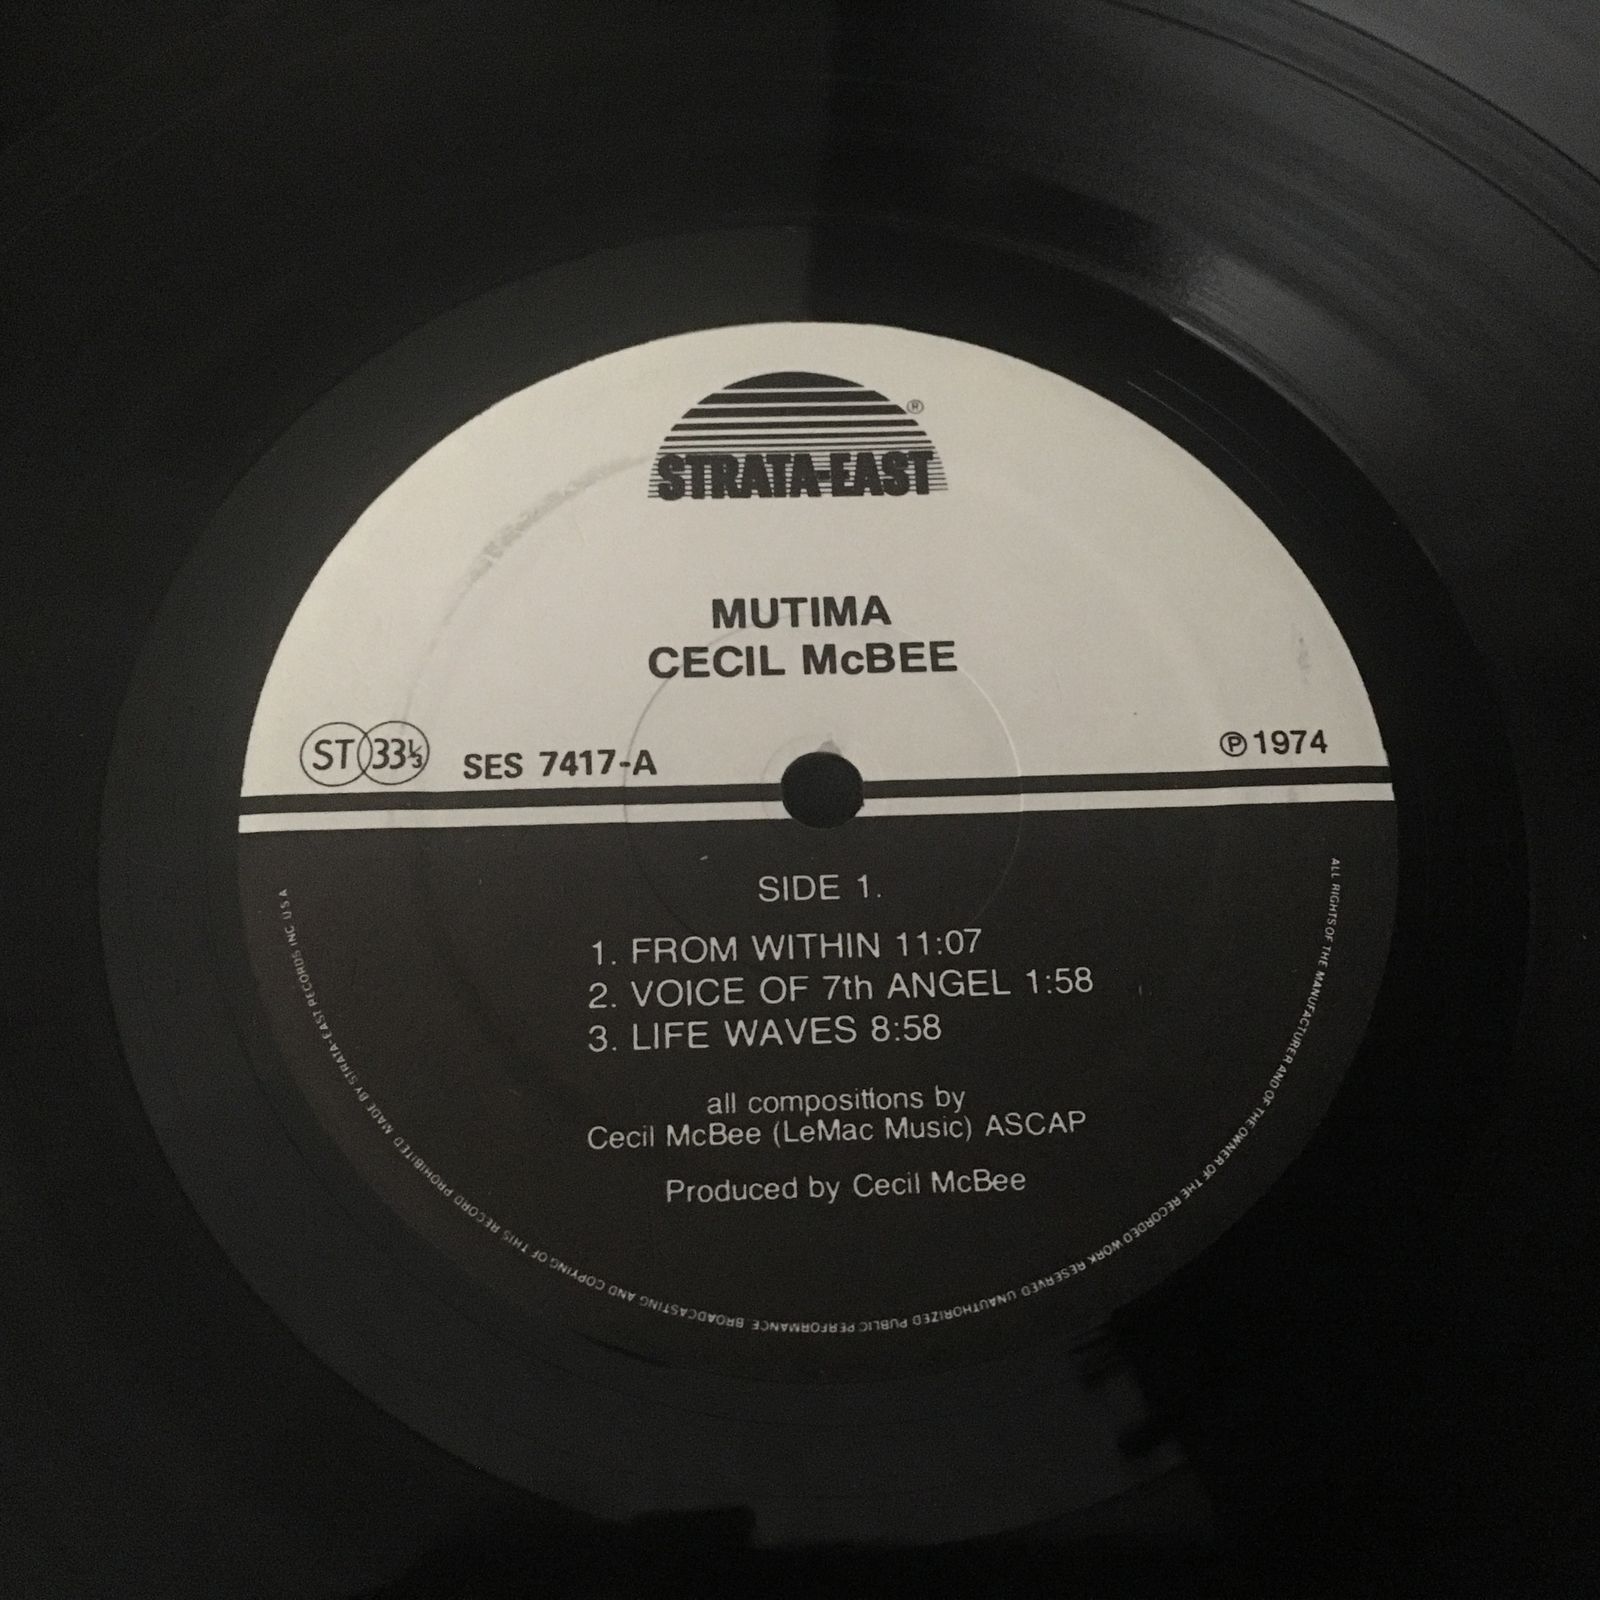 ®
STRATA-EAST
MUTIMA
CECIL McBEE
ST 33⅓
SES 7417-A
℗ 1974
SIDE 1.
1. FROM WITHIN 11:07
2. VOICE OF 7th ANGEL 1:58
3. LIFE WAVES 8:58
all compositions by
Cecil McBee (LeMac Music) ASCAP
Produced by Cecil McBee
ALL RIGHTS OF THE MANUFACTURER AND OF THE OWNER OF THE RECORDED WORK RESERVED UNAUTHORIZED PUBLIC PERFORMANCE BROADCASTING AND COPYING OF THIS RECORD PROHIBITED MADE BY STRATA-EAST RECORDS INC U S A